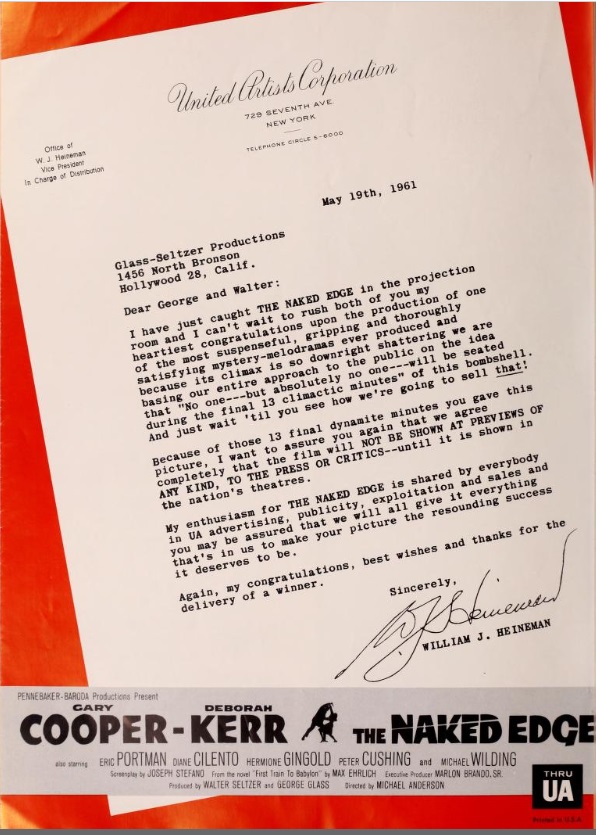 United Artists Corporation
729 SEVENTH AVE.
NEW YORK
TELEPHONE CIRCLE 5-6000
Office of
W. J. Heineman
Vice President
In Charge of Distribution
May 19th, 1961
Glass-Seltzer Productions
1456 North Bronson
Hollywood 28, Calif.
Dear George and Walter:
I have just caught THE NAKED EDGE in the projection
room and I can't wait to rush both of you my
heartiest congratulations upon the production of one
of the most suspenseful, gripping and thoroughly
satisfying mystery-melodramas ever produced and
because its climax is so downright shattering we are
basing our entire approach to the public on the idea
that "No one---but absolutely no one---will be seated
during the final 13 climactic minutes" of this bombshell.
And just wait 'til you see how we're going to sell that!
Because of those 13 final dynamite minutes you gave this
picture, I want to assure you again that we agree
completely that the film will NOT BE SHOWN AT PREVIEWS OF
ANY KIND, TO THE PRESS OR CRITICS--until it is shown in
the nation's theatres.
My enthusiasm for THE NAKED EDGE is shared by everybody
in UA advertising, publicity, exploitation and sales and
you may be assured that we will all give it everything
that's in us to make your picture the resounding success
it deserves to be.
Again, my congratulations, best wishes and thanks for the
delivery of a winner.
Sincerely,
W J Heineman
WILLIAM J. HEINEMAN
PENNEBAKER-BARODA Productions Present
GARY DEBORAH
COOPER-KERR THE NAKED EDGE
also starring ERIC PORTMAN DIANE CILENTO HERMIONE GINGOLD PETER CUSHING and MICHAEL WILDING
Screenplay by JOSEPH STEFANO From the novel "First Train To Babylon" by MAX EHRLICH Executive Producer MARLON BRANDO, SR.
Produced by WALTER SELTZER and GEORGE GLASS Directed by MICHAEL ANDERSON
THRU
UA
Printed in U.S.A.